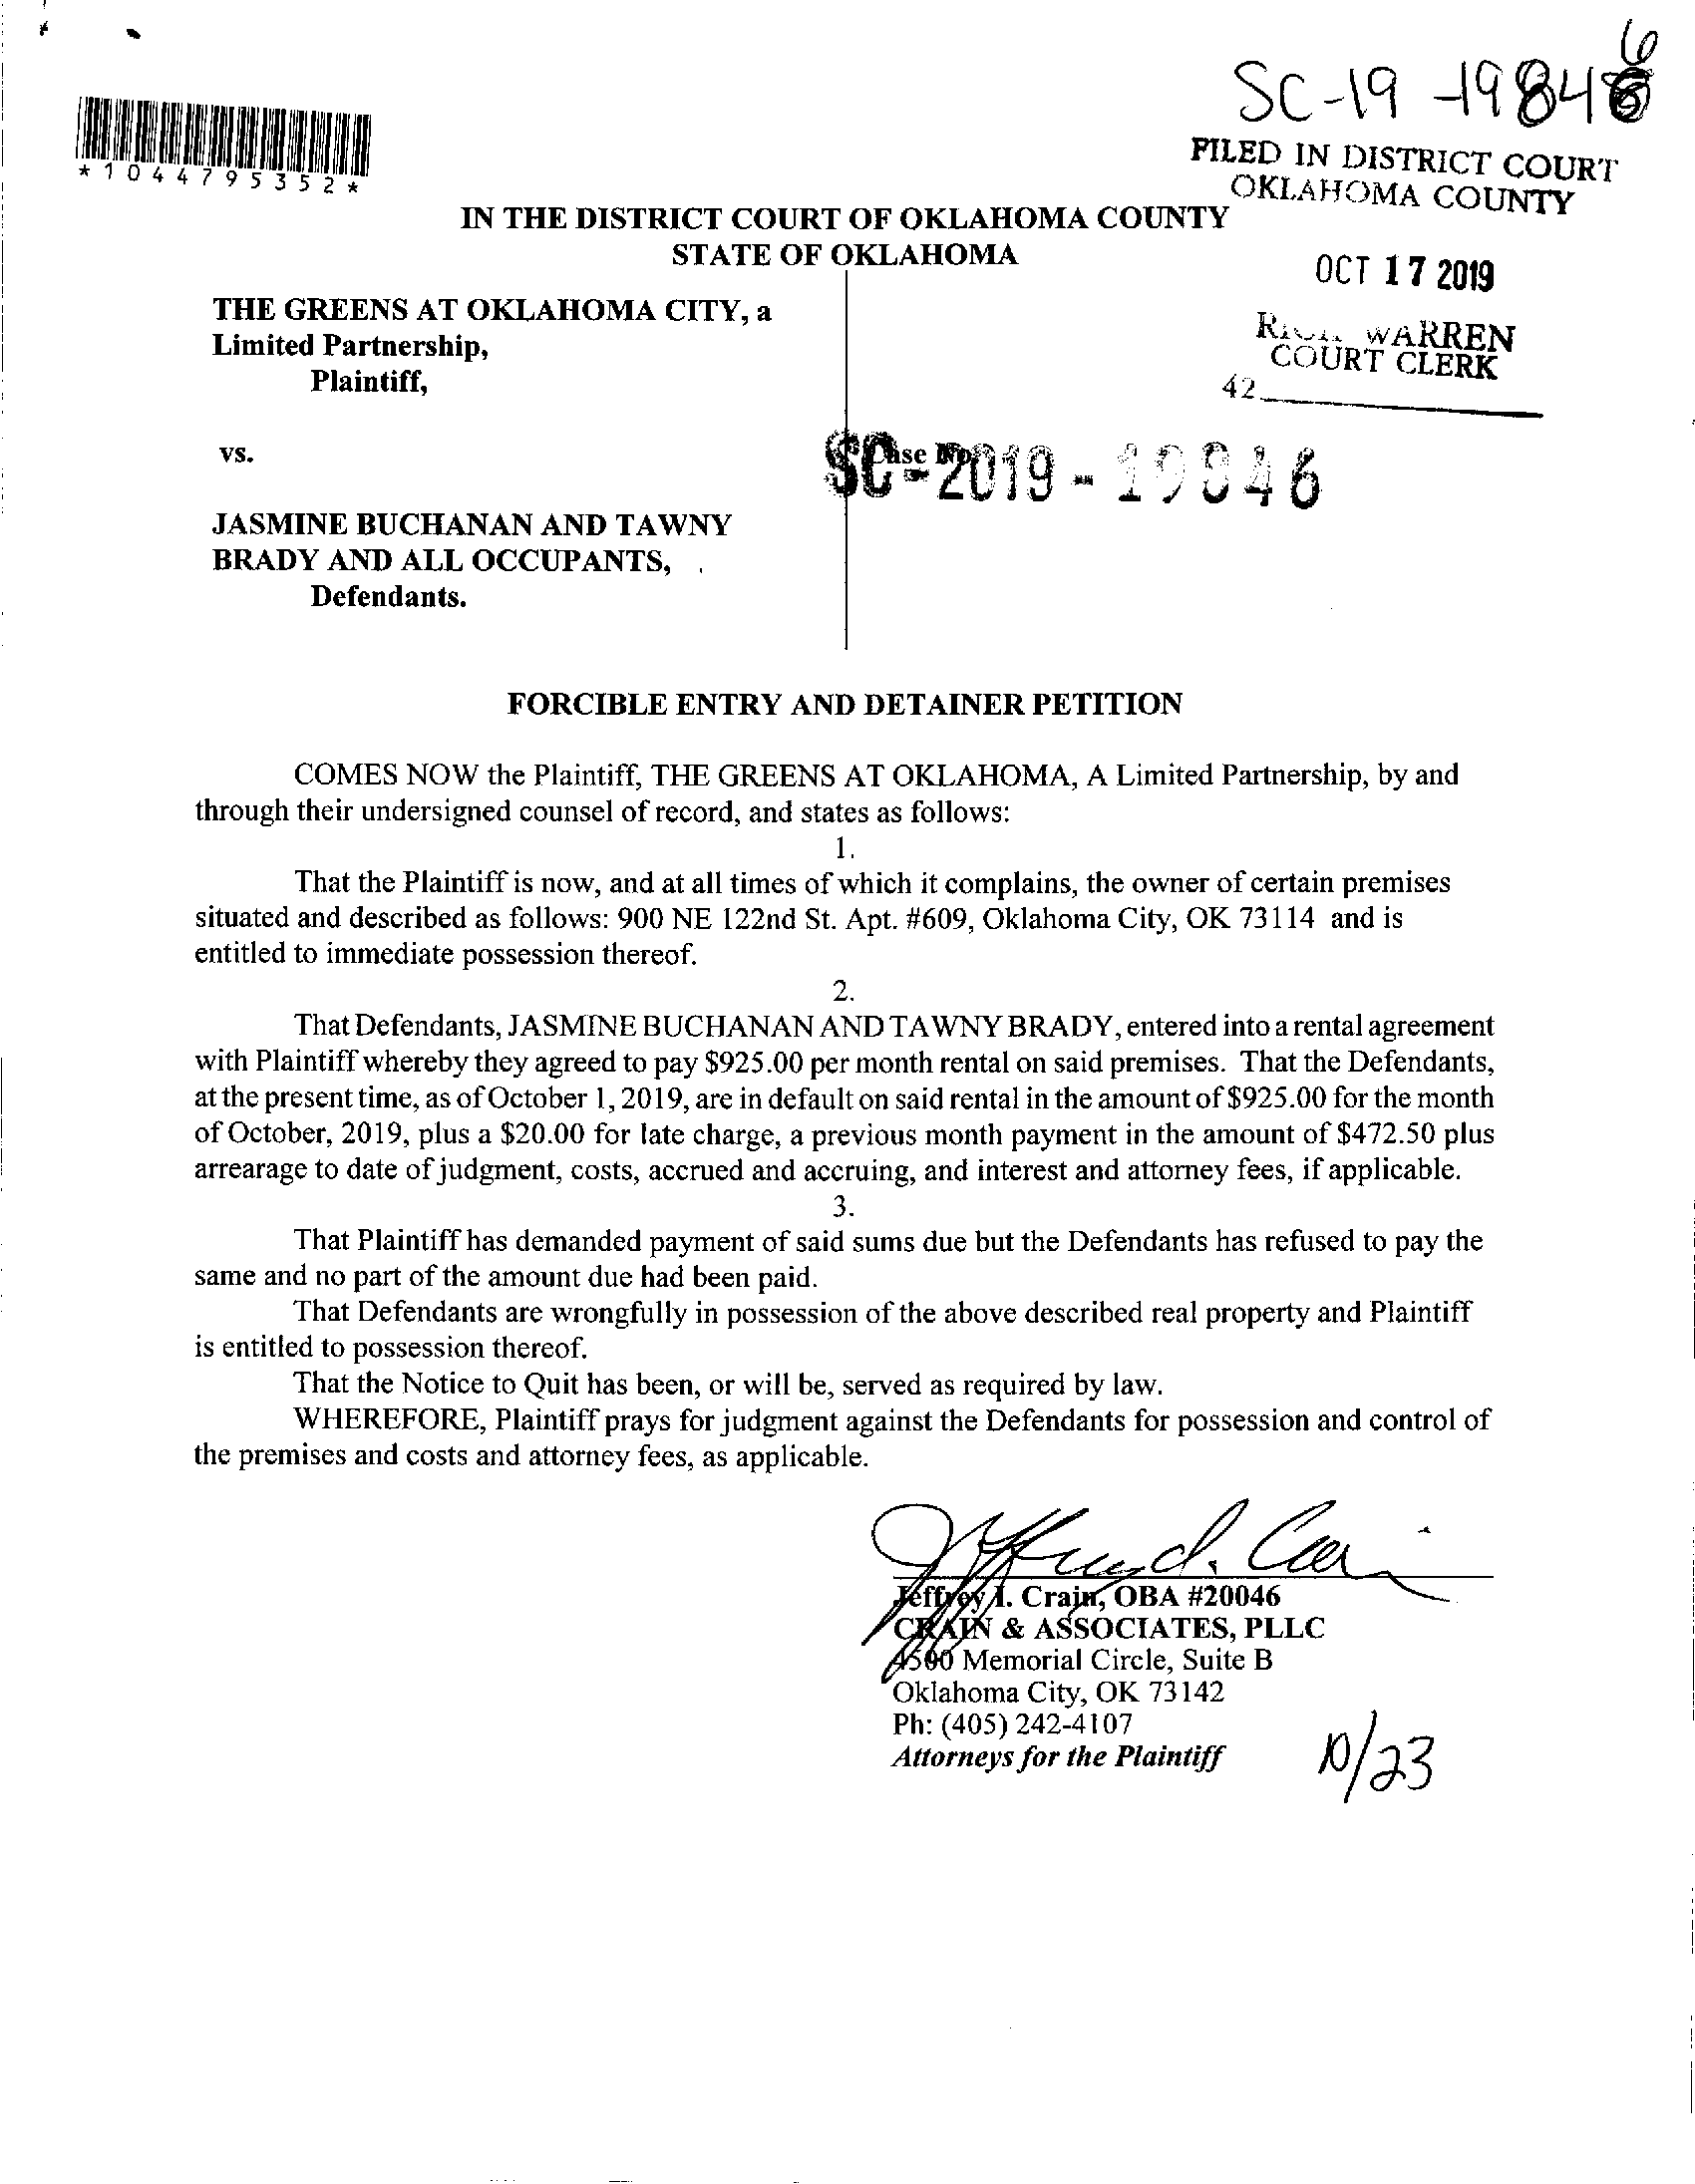 SC-19-19846
*1044795352*
FILED IN DISTRICT COURT
OKLAHOMA COUNTY
IN THE DISTRICT COURT OF OKLAHOMA COUNTY
STATE OF OKLAHOMA
OCT 17 2019
THE GREENS AT OKLAHOMA CITY, a
Limited Partnership,
Plaintiff,
WARREN
COURT CLERK
42
vs.
Case No.
SC-2019-19846
JASMINE BUCHANAN AND TAWNY
BRADY AND ALL OCCUPANTS,
Defendants.
FORCIBLE ENTRY AND DETAINER PETITION
COMES NOW the Plaintiff, THE GREENS AT OKLAHOMA, A Limited Partnership, by and
through their undersigned counsel of record, and states as follows:
1.
That the Plaintiff is now, and at all times of which it complains, the owner of certain premises
situated and described as follows: 900 NE 122nd St. Apt. #609, Oklahoma City, OK 73114 and is
entitled to immediate possession thereof.
2.
That Defendants, JASMINE BUCHANAN AND TAWNY BRADY, entered into a rental agreement
with Plaintiff whereby they agreed to pay $925.00 per month rental on said premises. That the Defendants,
at the present time, as of October 1, 2019, are in default on said rental in the amount of $925.00 for the month
of October, 2019, plus a $20.00 for late charge, a previous month payment in the amount of $472.50 plus
arrearage to date of judgment, costs, accrued and accruing, and interest and attorney fees, if applicable.
3.
That Plaintiff has demanded payment of said sums due but the Defendants has refused to pay the
same and no part of the amount due had been paid.
That Defendants are wrongfully in possession of the above described real property and Plaintiff
is entitled to possession thereof.
That the Notice to Quit has been, or will be, served as required by law.
WHEREFORE, Plaintiff prays for judgment against the Defendants for possession and control of
the premises and costs and attorney fees, as applicable.
Jeffrey I. Crain, OBA #20046
CRAIN & ASSOCIATES, PLLC
4500 Memorial Circle, Suite B
Oklahoma City, OK 73142
Ph: (405) 242-4107
Attorneys for the Plaintiff
10/23